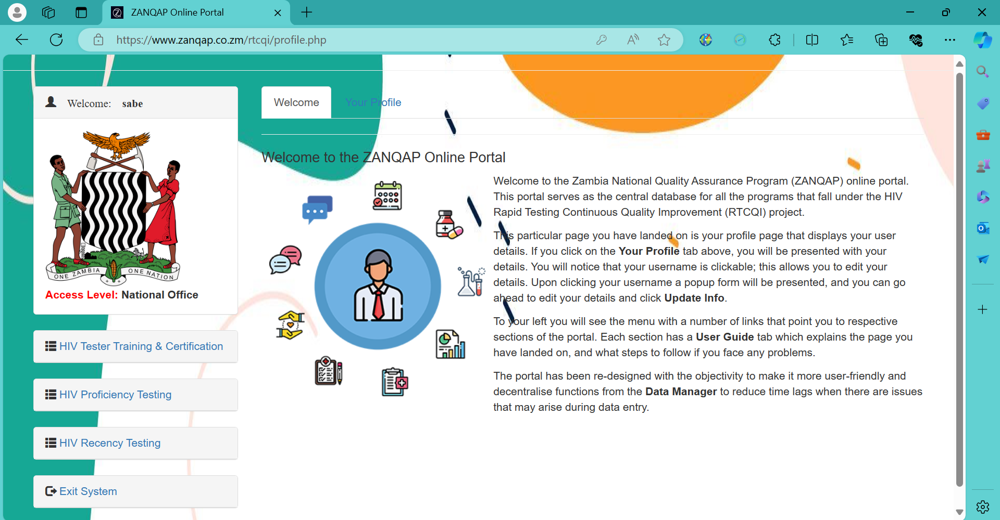 ZANQAP Online Portal
https://www.zanqap.co.zm/rtcqi/profile.php
Welcome: sabe
ONE ZAMBIA ONE NATION
Access Level: National Office
HIV Tester Training & Certification
HIV Proficiency Testing
HIV Recency Testing
Exit System
Welcome
Your Profile
Welcome to the ZANQAP Online Portal
Welcome to the Zambia National Quality Assurance Program (ZANQAP) online portal.
This portal serves as the central database for all the programs that fall under the HIV
Rapid Testing Continuous Quality Improvement (RTCQI) project.
This particular page you have landed on is your profile page that displays your user
details. If you click on the Your Profile tab above, you will be presented with your
details. You will notice that your username is clickable; this allows you to edit your
details. Upon clicking your username a popup form will be presented, and you can go
ahead to edit your details and click Update Info.
To your left you will see the menu with a number of links that point you to respective
sections of the portal. Each section has a User Guide tab which explains the page you
have landed on, and what steps to follow if you face any problems.
The portal has been re-designed with the objectivity to make it more user-friendly and
decentralise functions from the Data Manager to reduce time lags when there are issues
that may arise during data entry.